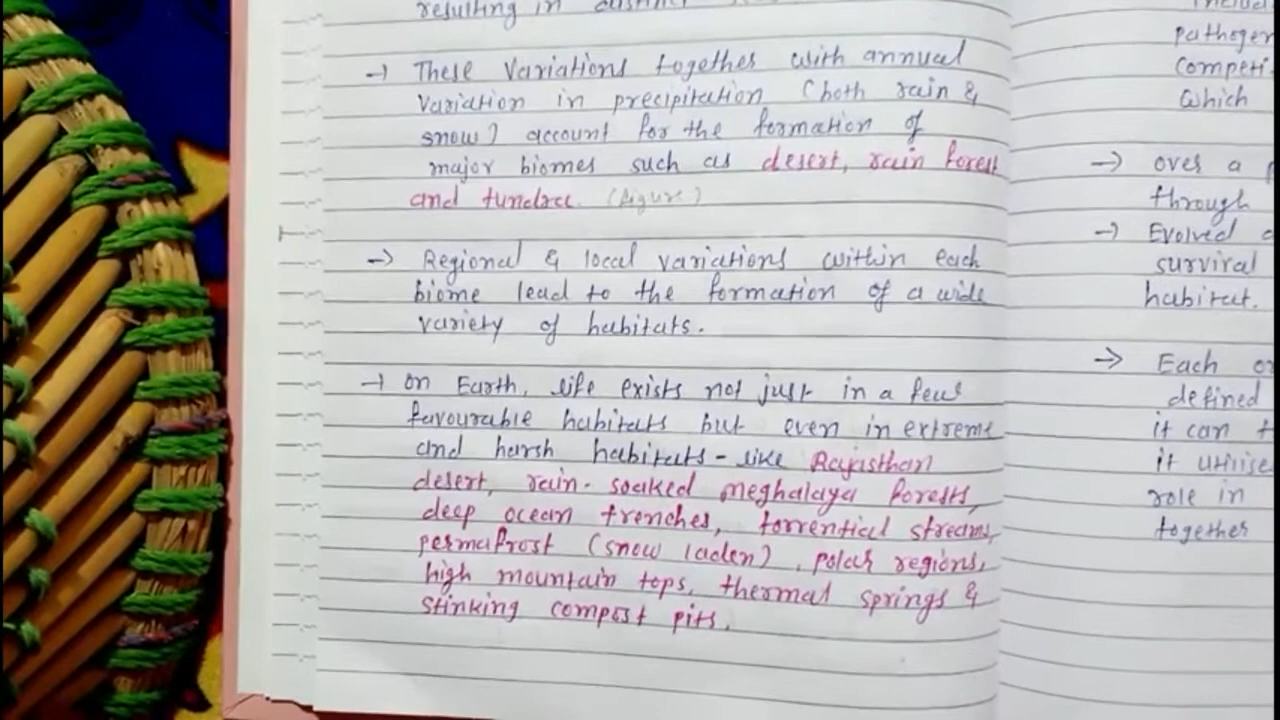 resulting in
→ These Variations together with annual
Variation in precipitation (both rain &
snow) account for the formation of
major biomes such as desert, rain forest
and tundra. (figure)
→ Regional & local variations within each
biome lead to the formation of a wide
variety of habitats.
→ On Earth, life exists not just in a few
favourable habitats but even in extreme
and harsh habitats - like Rajasthan
desert, rain-soaked meghalaya forests,
deep ocean trenches, torrential streams,
permafrost (snow laden), polar regions,
high mountain tops, thermal springs &
stinking compost pits.
pathogen
competi
which
→ over a
through
→ Evolved
survival
habitat.
→ Each or
defined
it can t
it utilise
role in
together